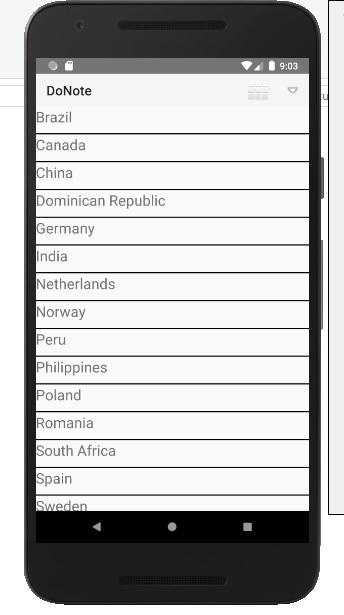 9:03
DoNote
Brazil
Canada
China
Dominican Republic
Germany
India
Netherlands
Norway
Peru
Philippines
Poland
Romania
South Africa
Spain
Sweden